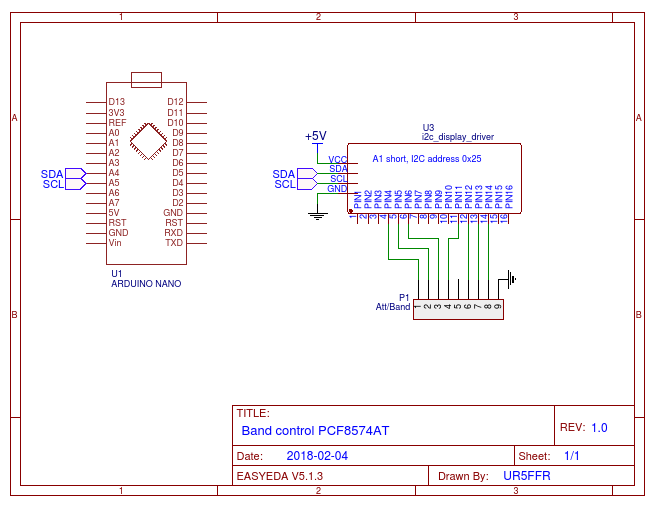 1 2 3
A A
D13 D12
3V3 D11
REF D10
A0 D9
A1 D8
A2 D7
A3 D6
SDA A4 D5
SCL A5 D4
A6 D3
A7 D2
5V GND
RST RST
GND RXD
Vin TXD
U1
ARDUINO NANO
U3
i2c_display_driver
+5V
A1 short, I2C address 0x25
VCC
SDA SDA
SCL SCL
GND
PIN1 PIN2 PIN3 PIN4 PIN5 PIN6 PIN7 PIN8 PIN9 PIN10 PIN11 PIN12 PIN13 PIN14 PIN15 PIN16
1 2 3 4 5 6 7 8 9 10 11 12 13 14 15 16
P1
Att/Band
1 2 3 4 5 6 7 8 9
B B
TITLE:
Band control PCF8574AT
REV: 1.0
Date: 2018-02-04 Sheet: 1/1
EASYEDA V5.1.3 Drawn By: UR5FFR
1 2 3